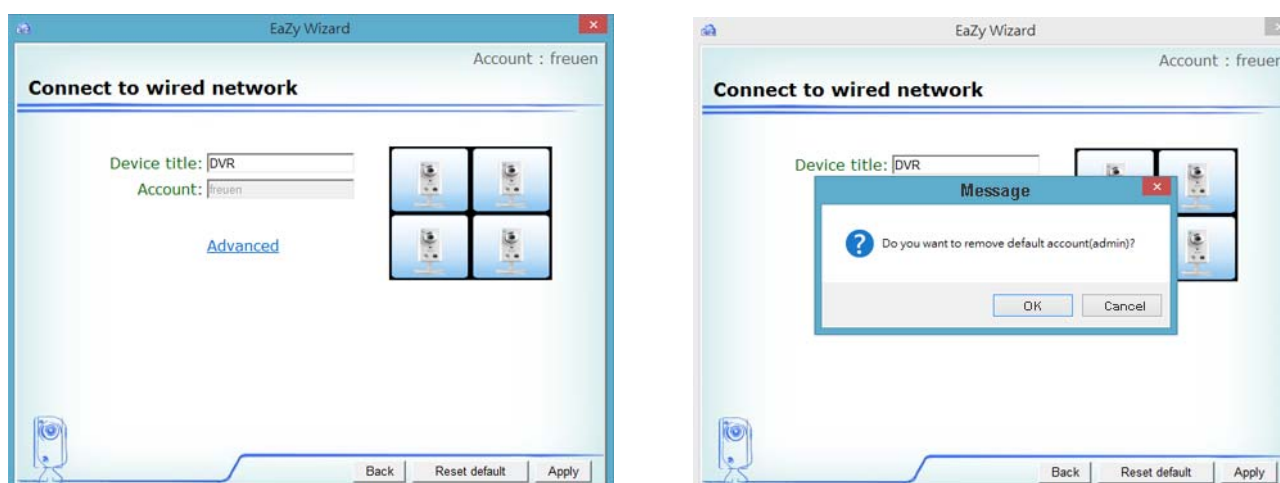 EaZy Wizard
Account : freuen
Connect to wired network
Device title: DVR
Account: freuen
Advanced
Back
Reset default
Apply
EaZy Wizard
Account : freuen
Connect to wired network
Device title: DVR
Message
Do you want to remove default account(admin)?
OK
Cancel
Back
Reset default
Apply